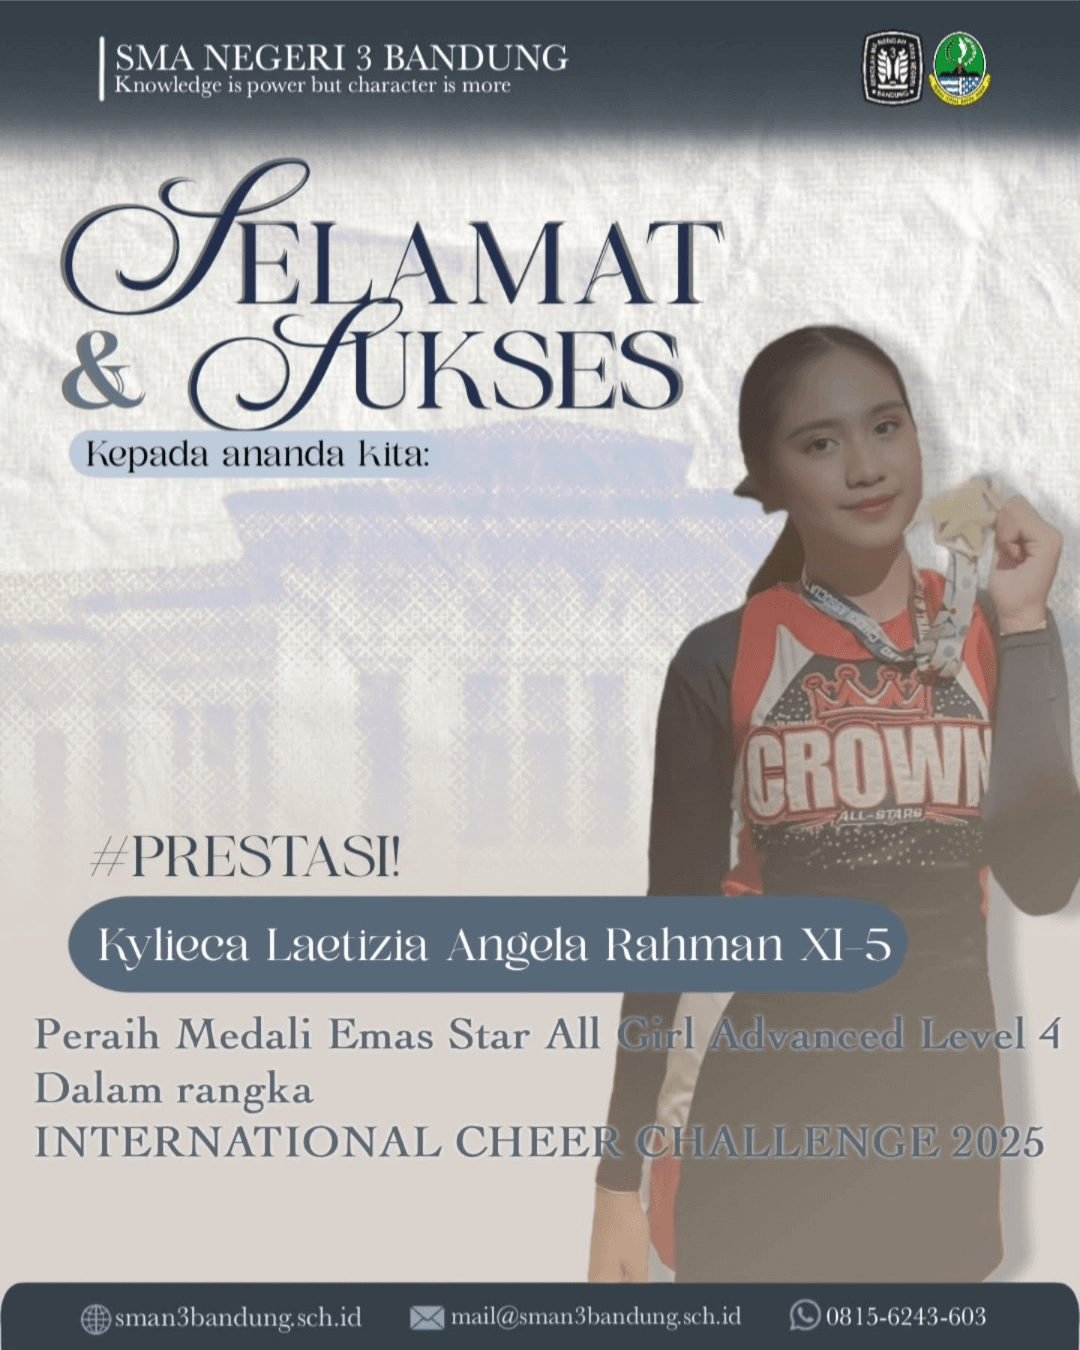 SMA NEGERI 3 BANDUNG
Knowledge is power but character is more
SELAMAT
& SUKSES
Kepada ananda kita:
CROWN
ALL-STARS
#PRESTASI!
Kylieca Laetizia Angela Rahman XI-5
Peraih Medali Emas Star All Girl Advanced Level 4
Dalam rangka
INTERNATIONAL CHEER CHALLENGE 2025
sman3bandung.sch.id
mail@sman3bandung.sch.id
0815-6243-603